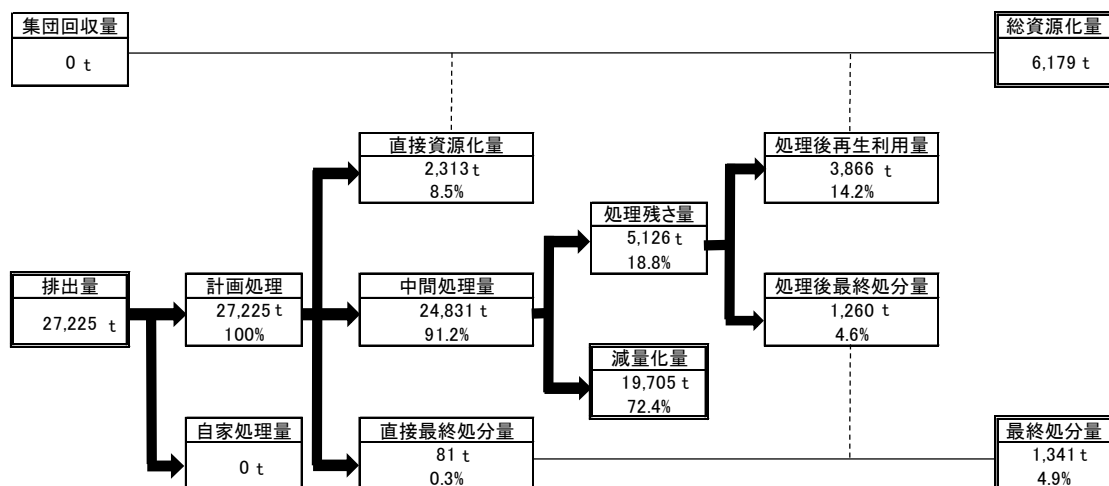 集団回収量
0 t
総資源化量
6,179 t
直接資源化量
2,313 t
8.5%
処理後再生利用量
3,866 t
14.2%
処理残さ量
5,126 t
18.8%
排出量
27,225 t
計画処理
27,225 t
100%
中間処理量
24,831 t
91.2%
処理後最終処分量
1,260 t
4.6%
減量化量
19,705 t
72.4%
自家処理量
0 t
直接最終処分量
81 t
0.3%
最終処分量
1,341 t
4.9%